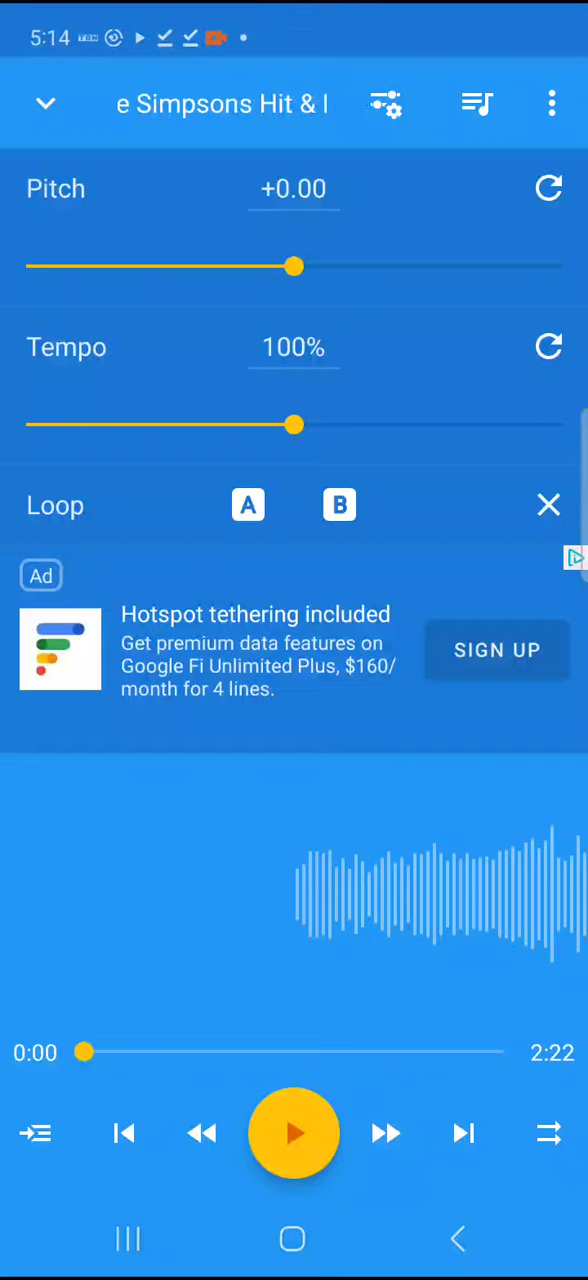 5:14
e Simpsons Hit & I
Pitch +0.00
Tempo 100%
Loop A B
Ad
Hotspot tethering included
Get premium data features on
Google Fi Unlimited Plus, $160/
month for 4 lines.
SIGN UP
0:00 2:22